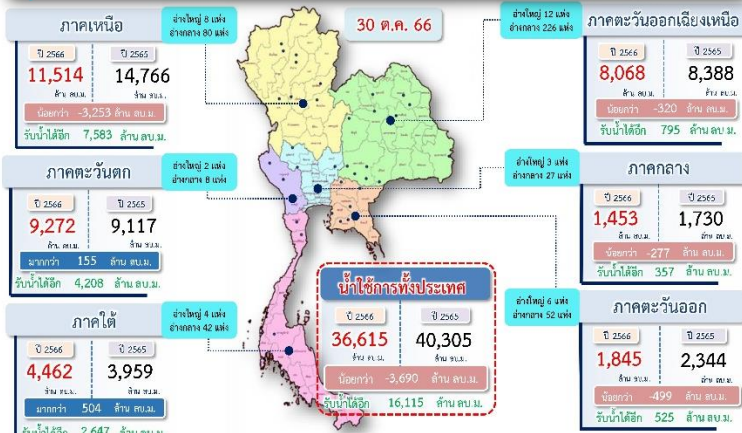 30 ต.ค. 66
ภาคเหนือ
ปี 2566 ปี 2565
11,514 14,766
ล้าน ลบ.ม. ล้าน ลบ.ม.
น้อยกว่า -3,253 ล้าน ลบ.ม.
รับน้ำได้อีก 7,583 ล้าน ลบ.ม.
อ่างใหญ่ 8 แห่ง
อ่างกลาง 80 แห่ง
อ่างใหญ่ 12 แห่ง
อ่างกลาง 226 แห่ง
ภาคตะวันออกเฉียงเหนือ
ปี 2566 ปี 2565
8,068 8,388
ล้าน ลบ.ม. ล้าน ลบ.ม.
น้อยกว่า -320 ล้าน ลบ.ม.
รับน้ำได้อีก 795 ล้าน ลบ.ม.
ภาคตะวันตก
ปี 2566 ปี 2565
9,272 9,117
ล้าน ลบ.ม. ล้าน ลบ.ม.
มากกว่า 155 ล้าน ลบ.ม.
รับน้ำได้อีก 4,208 ล้าน ลบ.ม.
อ่างใหญ่ 2 แห่ง
อ่างกลาง 8 แห่ง
อ่างใหญ่ 3 แห่ง
อ่างกลาง 27 แห่ง
ภาคกลาง
ปี 2566 ปี 2565
1,453 1,730
ล้าน ลบ.ม. ล้าน ลบ.ม.
น้อยกว่า -277 ล้าน ลบ.ม.
รับน้ำได้อีก 357 ล้าน ลบ.ม.
ภาคใต้
ปี 2566 ปี 2565
4,462 3,959
ล้าน ลบ.ม. ล้าน ลบ.ม.
มากกว่า 504 ล้าน ลบ.ม.
รับน้ำได้อีก 2,647 ล้าน ลบ.ม.
อ่างใหญ่ 4 แห่ง
อ่างกลาง 42 แห่ง
น้ำใช้การทั้งประเทศ
ปี 2566 ปี 2565
36,615 40,305
ล้าน ลบ.ม. ล้าน ลบ.ม.
น้อยกว่า -3,690 ล้าน ลบ.ม.
รับน้ำได้อีก 16,115 ล้าน ลบ.ม.
อ่างใหญ่ 6 แห่ง
อ่างกลาง 52 แห่ง
ภาคตะวันออก
ปี 2566 ปี 2565
1,845 2,344
ล้าน ลบ.ม. ล้าน ลบ.ม.
น้อยกว่า -499 ล้าน ลบ.ม.
รับน้ำได้อีก 525 ล้าน ลบ.ม.